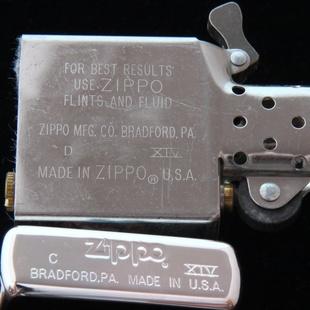 FOR BEST RESULTS
USE ZIPPO
FLINTS AND FLUID
ZIPPO MFG. CO. BRADFORD, PA.
D XIV
MADE IN ZIPPO® U.S.A.
Zippo
C XIV
BRADFORD, PA. MADE IN U.S.A.